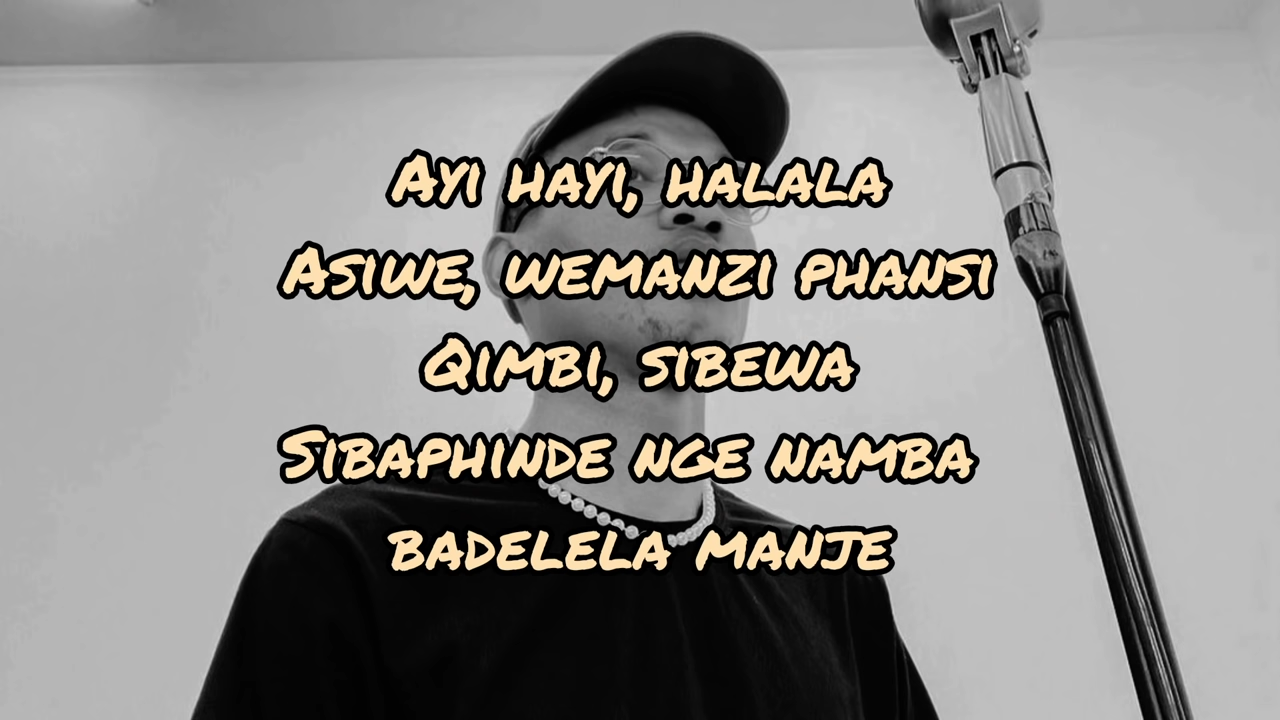 Ayi hayi, halala
Asiwe, wemanzi phansi
Qimbi, sibewa
Sibaphinde nge namba
badelela manje